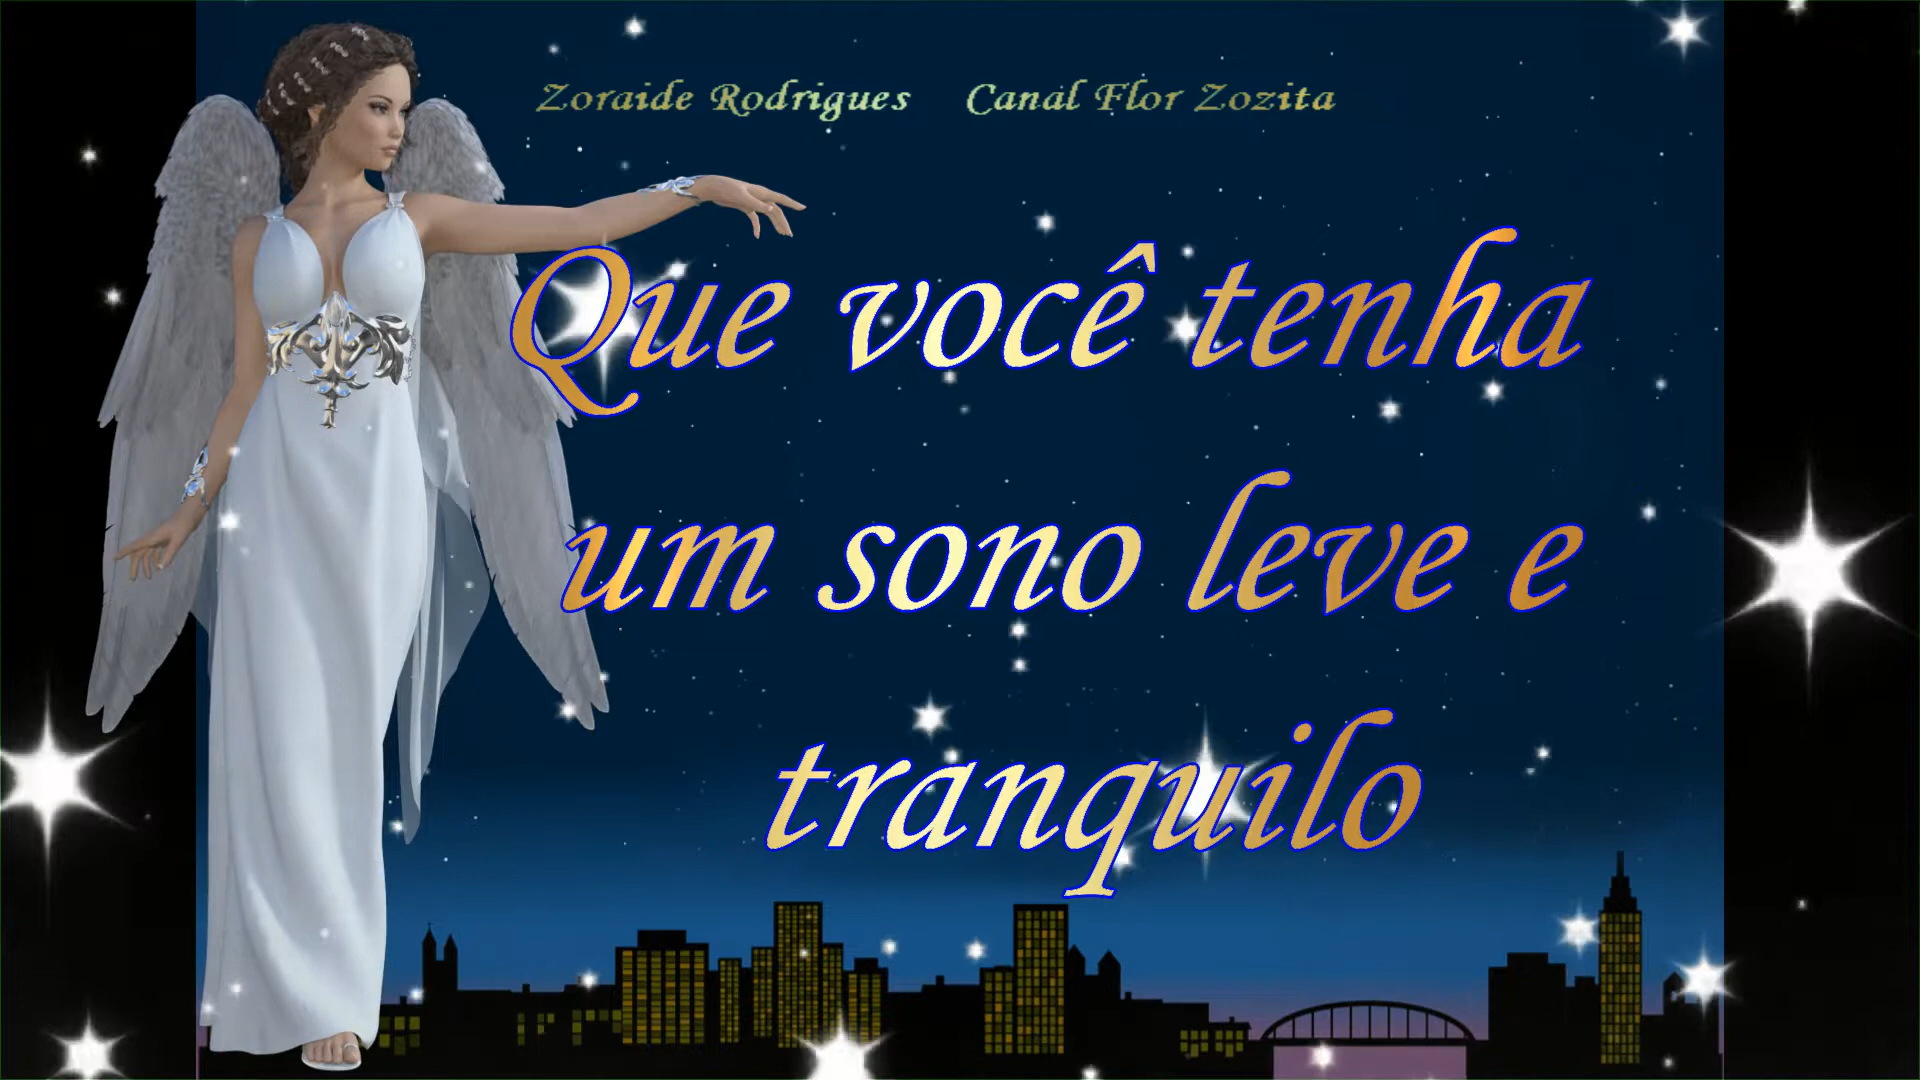 Zoraide Rodrigues Canal Flor Zozita
Que você tenha
um sono leve e
tranquilo